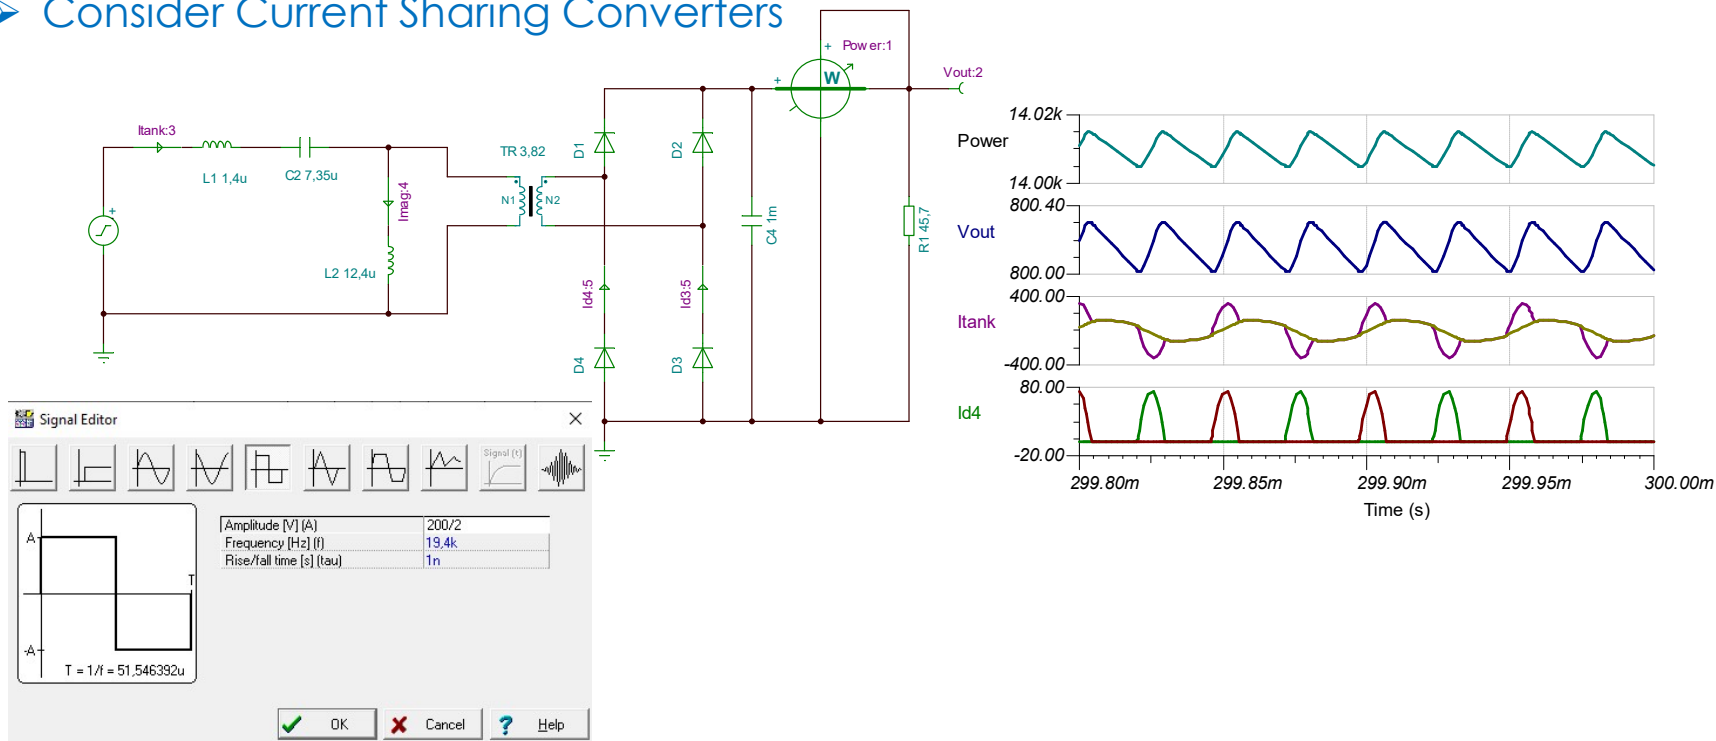 Consider Current Sharing Converters
Power:1
+
W
+
Vout:2
Itank:3
L1 1,4u
C2 7,35u
Imag:4
L2 12,4u
+
TR 3,82
N1
N2
D1
D2
Id4:5
Id3:5
D4
D3
C4 1m
R1 45,7
14.02k
Power
14.00k
800.40
Vout
800.00
400.00
Itank
-400.00
80.00
Id4
-20.00
299.80m 299.85m 299.90m 299.95m 300.00m
Time (s)
Signal Editor
Signal (t)
A
T
-A
T = 1/f = 51,546392u
Amplitude [V] (A) 200/2
Frequency [Hz] (f) 19,4k
Rise/fall time [s] (tau) 1n
OK Cancel ? Help